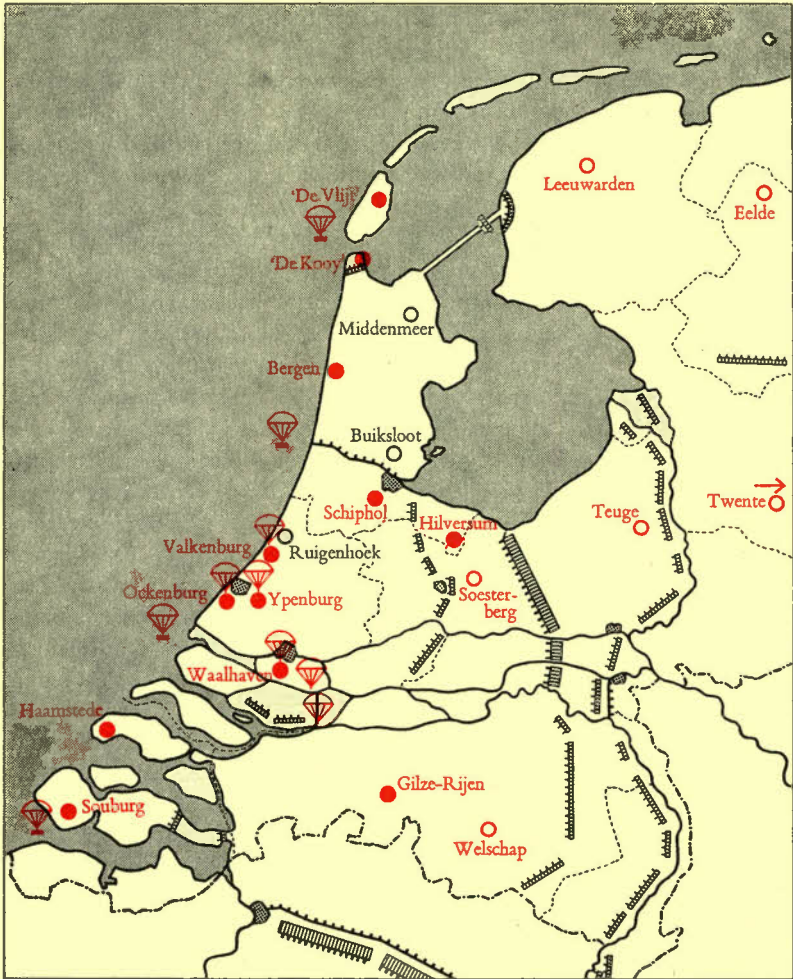 Leeuwarden
Eelde
'De Vlijt'
'De Kooy'
Middenmeer
Bergen
Buiksloot
Schiphol
Hilversum
Teuge
Twente
Valkenburg
Ruigenhoek
Ockenburg
Ypenburg
Soester-
berg
Waalhaven
Haamstede
Gilze-Rijen
Souburg
Welschap